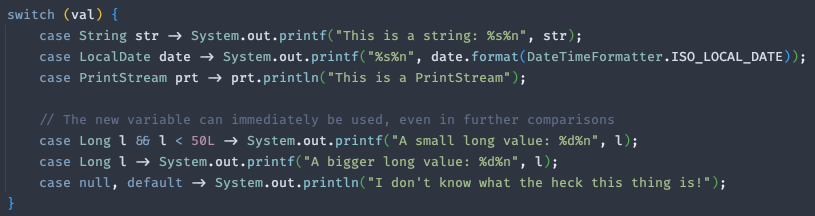 switch (val) {
    case String str -> System.out.printf("This is a string: %s%n", str);
    case LocalDate date -> System.out.printf("%s%n", date.format(DateTimeFormatter.ISO_LOCAL_DATE));
    case PrintStream prt -> prt.println("This is a PrintStream");
    // The new variable can immediately be used, even in further comparisons
    case Long l && l < 50L -> System.out.printf("A small long value: %d%n", l);
    case Long l -> System.out.printf("A bigger long value: %d%n", l);
    case null, default -> System.out.println("I don't know what the heck this thing is!");
}